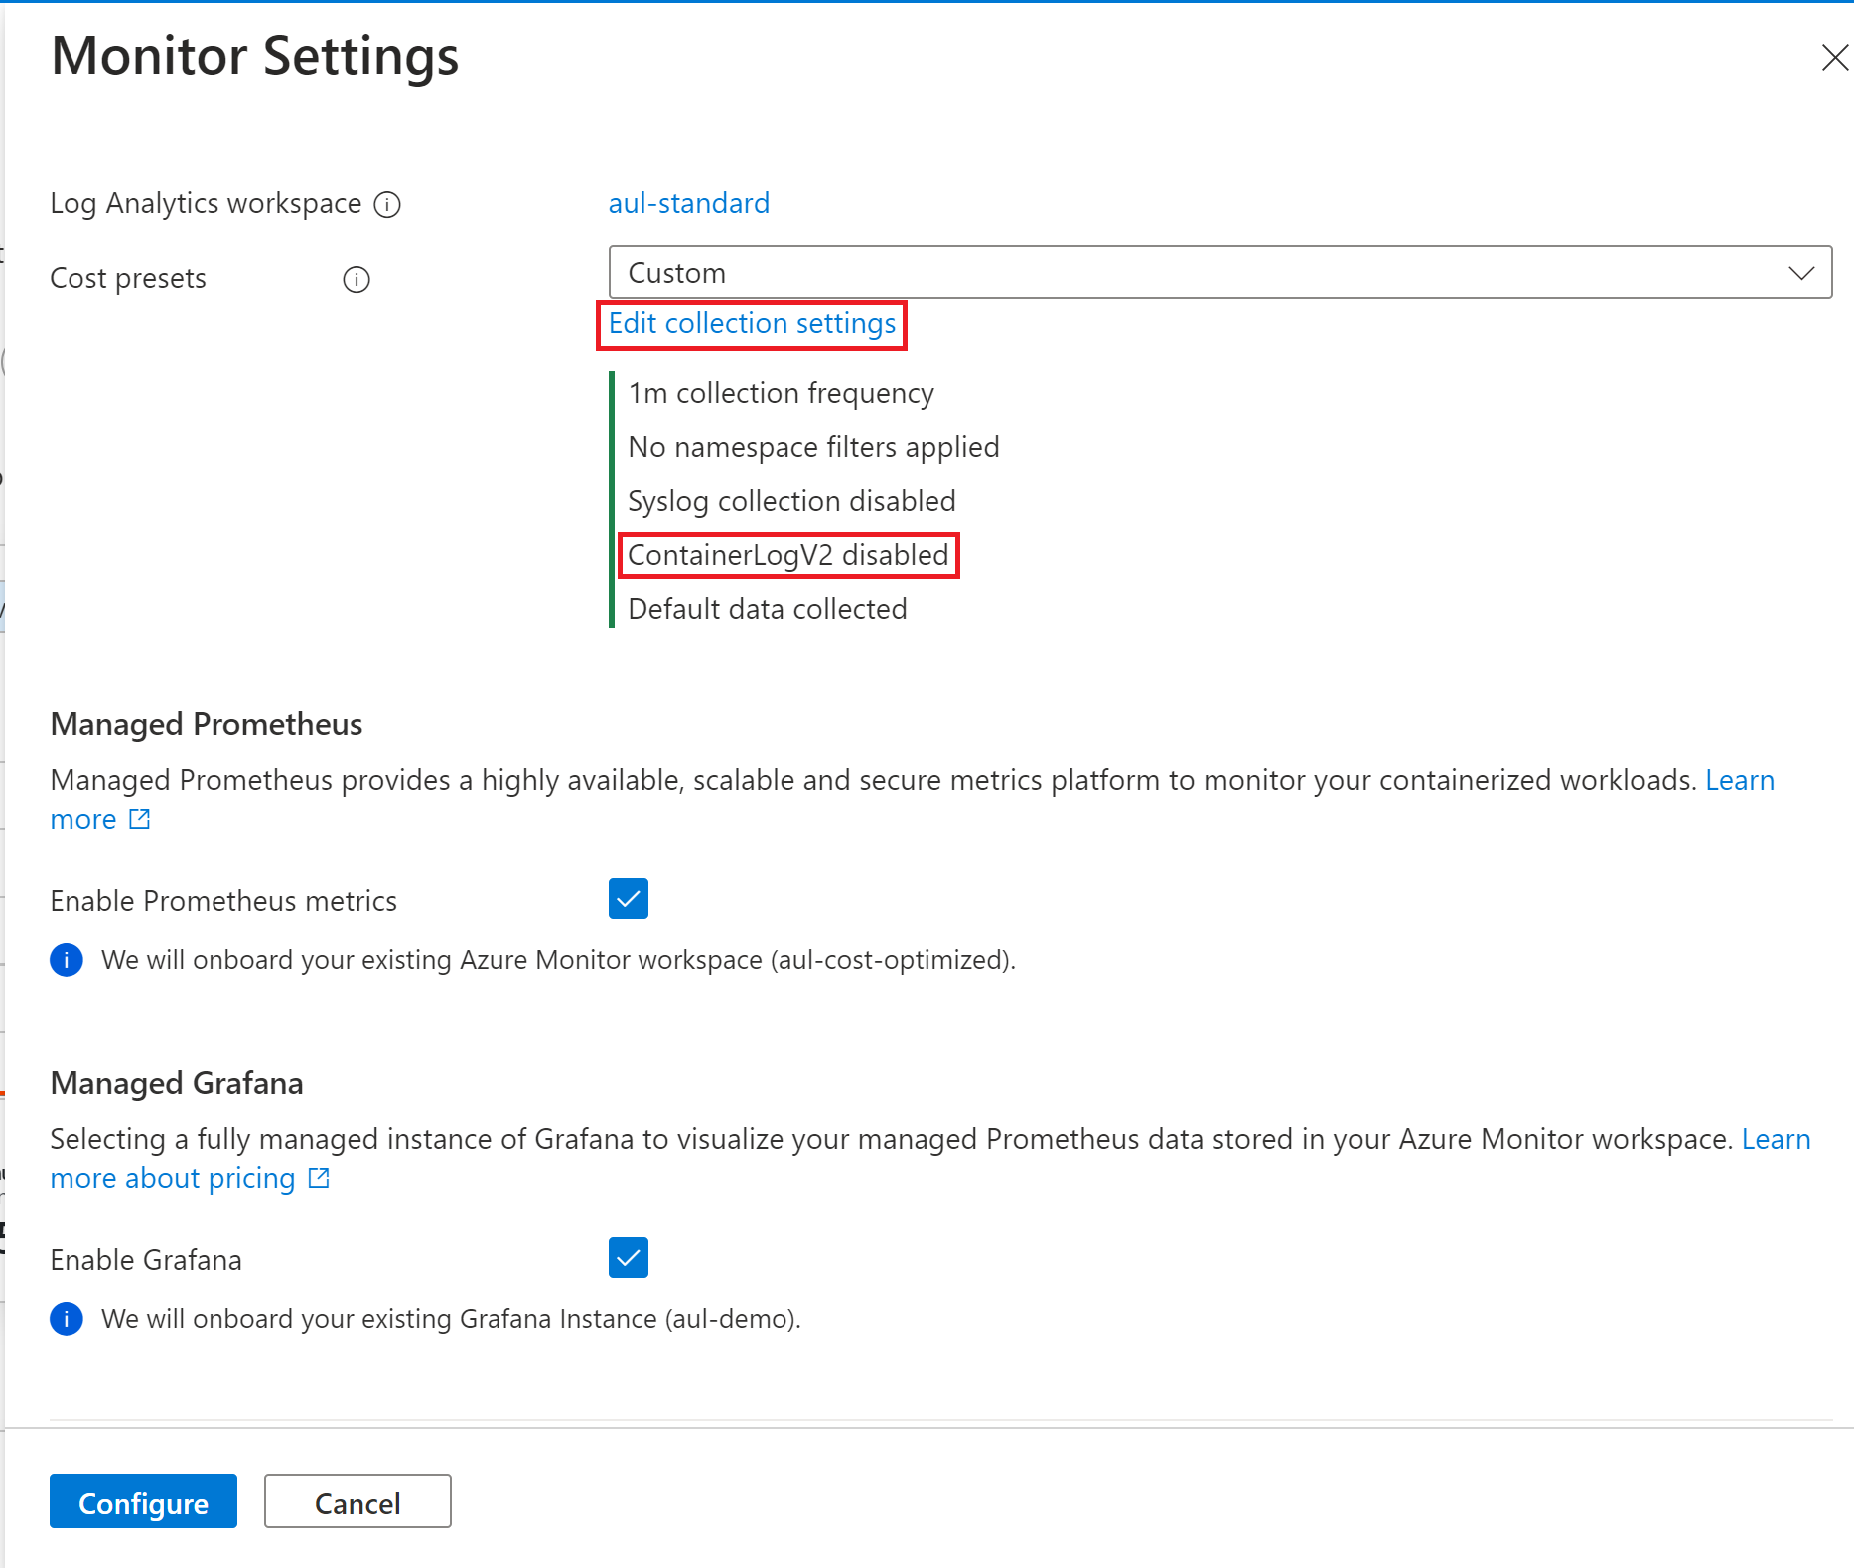 Monitor Settings
Log Analytics workspace
aul-standard
Cost presets
Custom
Edit collection settings
1m collection frequency
No namespace filters applied
Syslog collection disabled
ContainerLogV2 disabled
Default data collected
Managed Prometheus
Managed Prometheus provides a highly available, scalable and secure metrics platform to monitor your containerized workloads. Learn
more
Enable Prometheus metrics
We will onboard your existing Azure Monitor workspace (aul-cost-optimized).
Managed Grafana
Selecting a fully managed instance of Grafana to visualize your managed Prometheus data stored in your Azure Monitor workspace. Learn
more about pricing
Enable Grafana
We will onboard your existing Grafana Instance (aul-demo).
Configure
Cancel